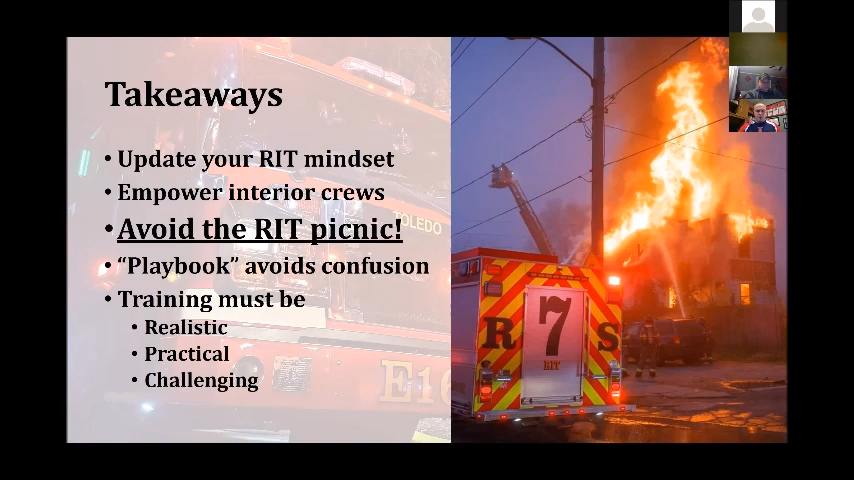 Takeaways
• Update your RIT mindset
• Empower interior crews
• Avoid the RIT picnic!
• “Playbook” avoids confusion
• Training must be
• Realistic
• Practical
• Challenging
TOLEDO
E16
R 7 S
RIT